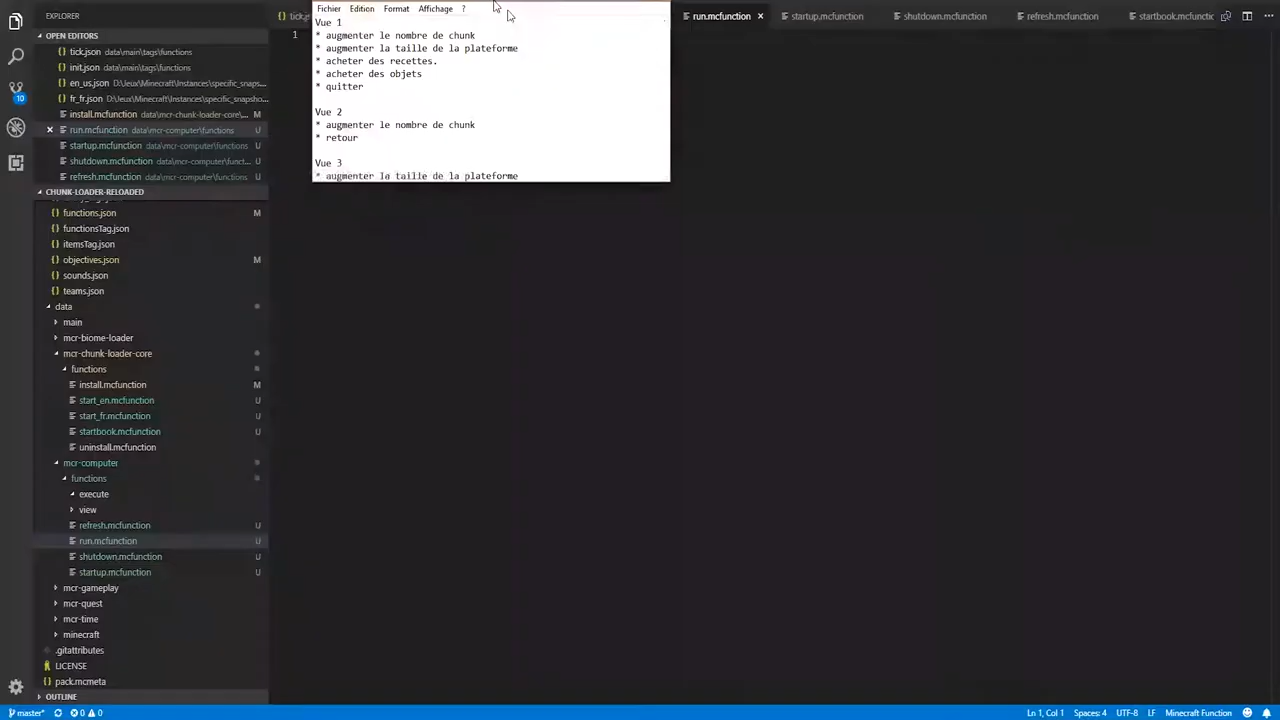 Fichier Edition Format Affichage ?
Vue 1
* augmenter le nombre de chunk
* augmenter la taille de la plateforme
* acheter des recettes.
* acheter des objets
* quitter
Vue 2
* augmenter le nombre de chunk
* retour
Vue 3
* augmenter la taille de la plateforme
run.mcfunction startup.mcfunction shutdown.mcfunction refresh.mcfunction startbook.mcfunctic
1
EXPLORER
OPEN EDITORS
tick.json data\main\tags\functions
init.json data\main\tags\functions
en_us.json D:\Jeux\Minecraft\Instances\specific_snaps...
fr_fr.json D:\Jeux\Minecraft\Instances\specific_snaps...
install.mcfunction data\mcr-chunk-loader-core\... M
run.mcfunction data\mcr-computer\functions U
startup.mcfunction data\mcr-computer\functions U
shutdown.mcfunction data\mcr-computer\funct... U
refresh.mcfunction data\mcr-computer\functions U
10
CHUNK-LOADER-RELOADED
functions.json M
functionsTag.json
itemsTag.json
objectives.json M
sounds.json
teams.json
data
main
mcr-biome-loader
mcr-chunk-loader-core
functions
install.mcfunction M
start_en.mcfunction U
start_fr.mcfunction U
startbook.mcfunction U
uninstall.mcfunction
mcr-computer
functions
execute
view
refresh.mcfunction U
run.mcfunction U
shutdown.mcfunction U
startup.mcfunction U
mcr-gameplay
mcr-quest
mcr-time
minecraft
.gitattributes
LICENSE
pack.mcmeta
OUTLINE
master* 0 0 Ln 1, Col 1 Spaces: 4 UTF-8 LF Minecraft Function